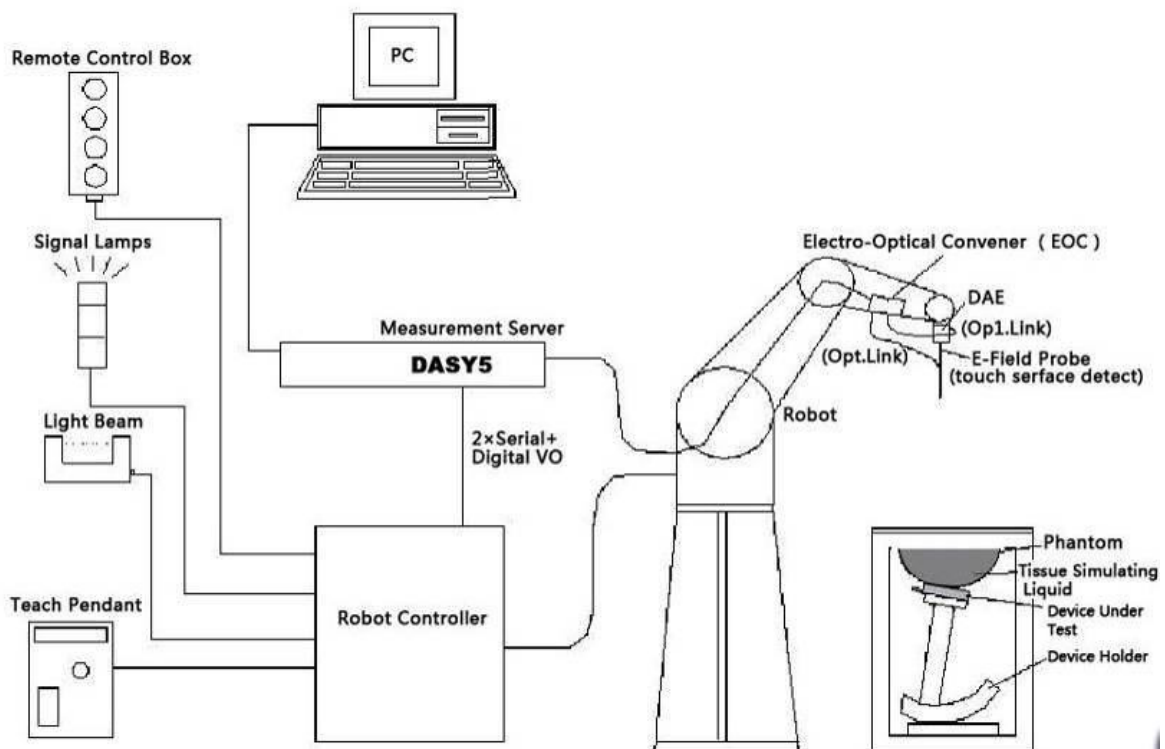 Remote Control Box
PC
Signal Lamps
Electro-Optical Convener ( EOC )
DAE
Measurement Server
(Op1.Link)
DASY5
(Opt.Link)
E-Field Probe
(touch serface detect)
Light Beam
Robot
2×Serial+
Digital VO
Phantom
Tissue Simulating
Liquid
Teach Pendant
Robot Controller
Device Under
Test
Device Holder